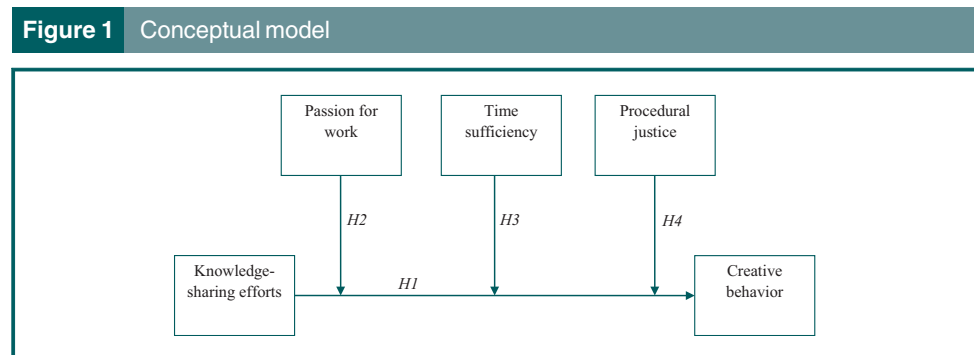 Figure 1 Conceptual model
Passion for
work
Time
sufficiency
Procedural
justice
H2
H3
H4
Knowledge-
sharing efforts
H1
Creative
behavior